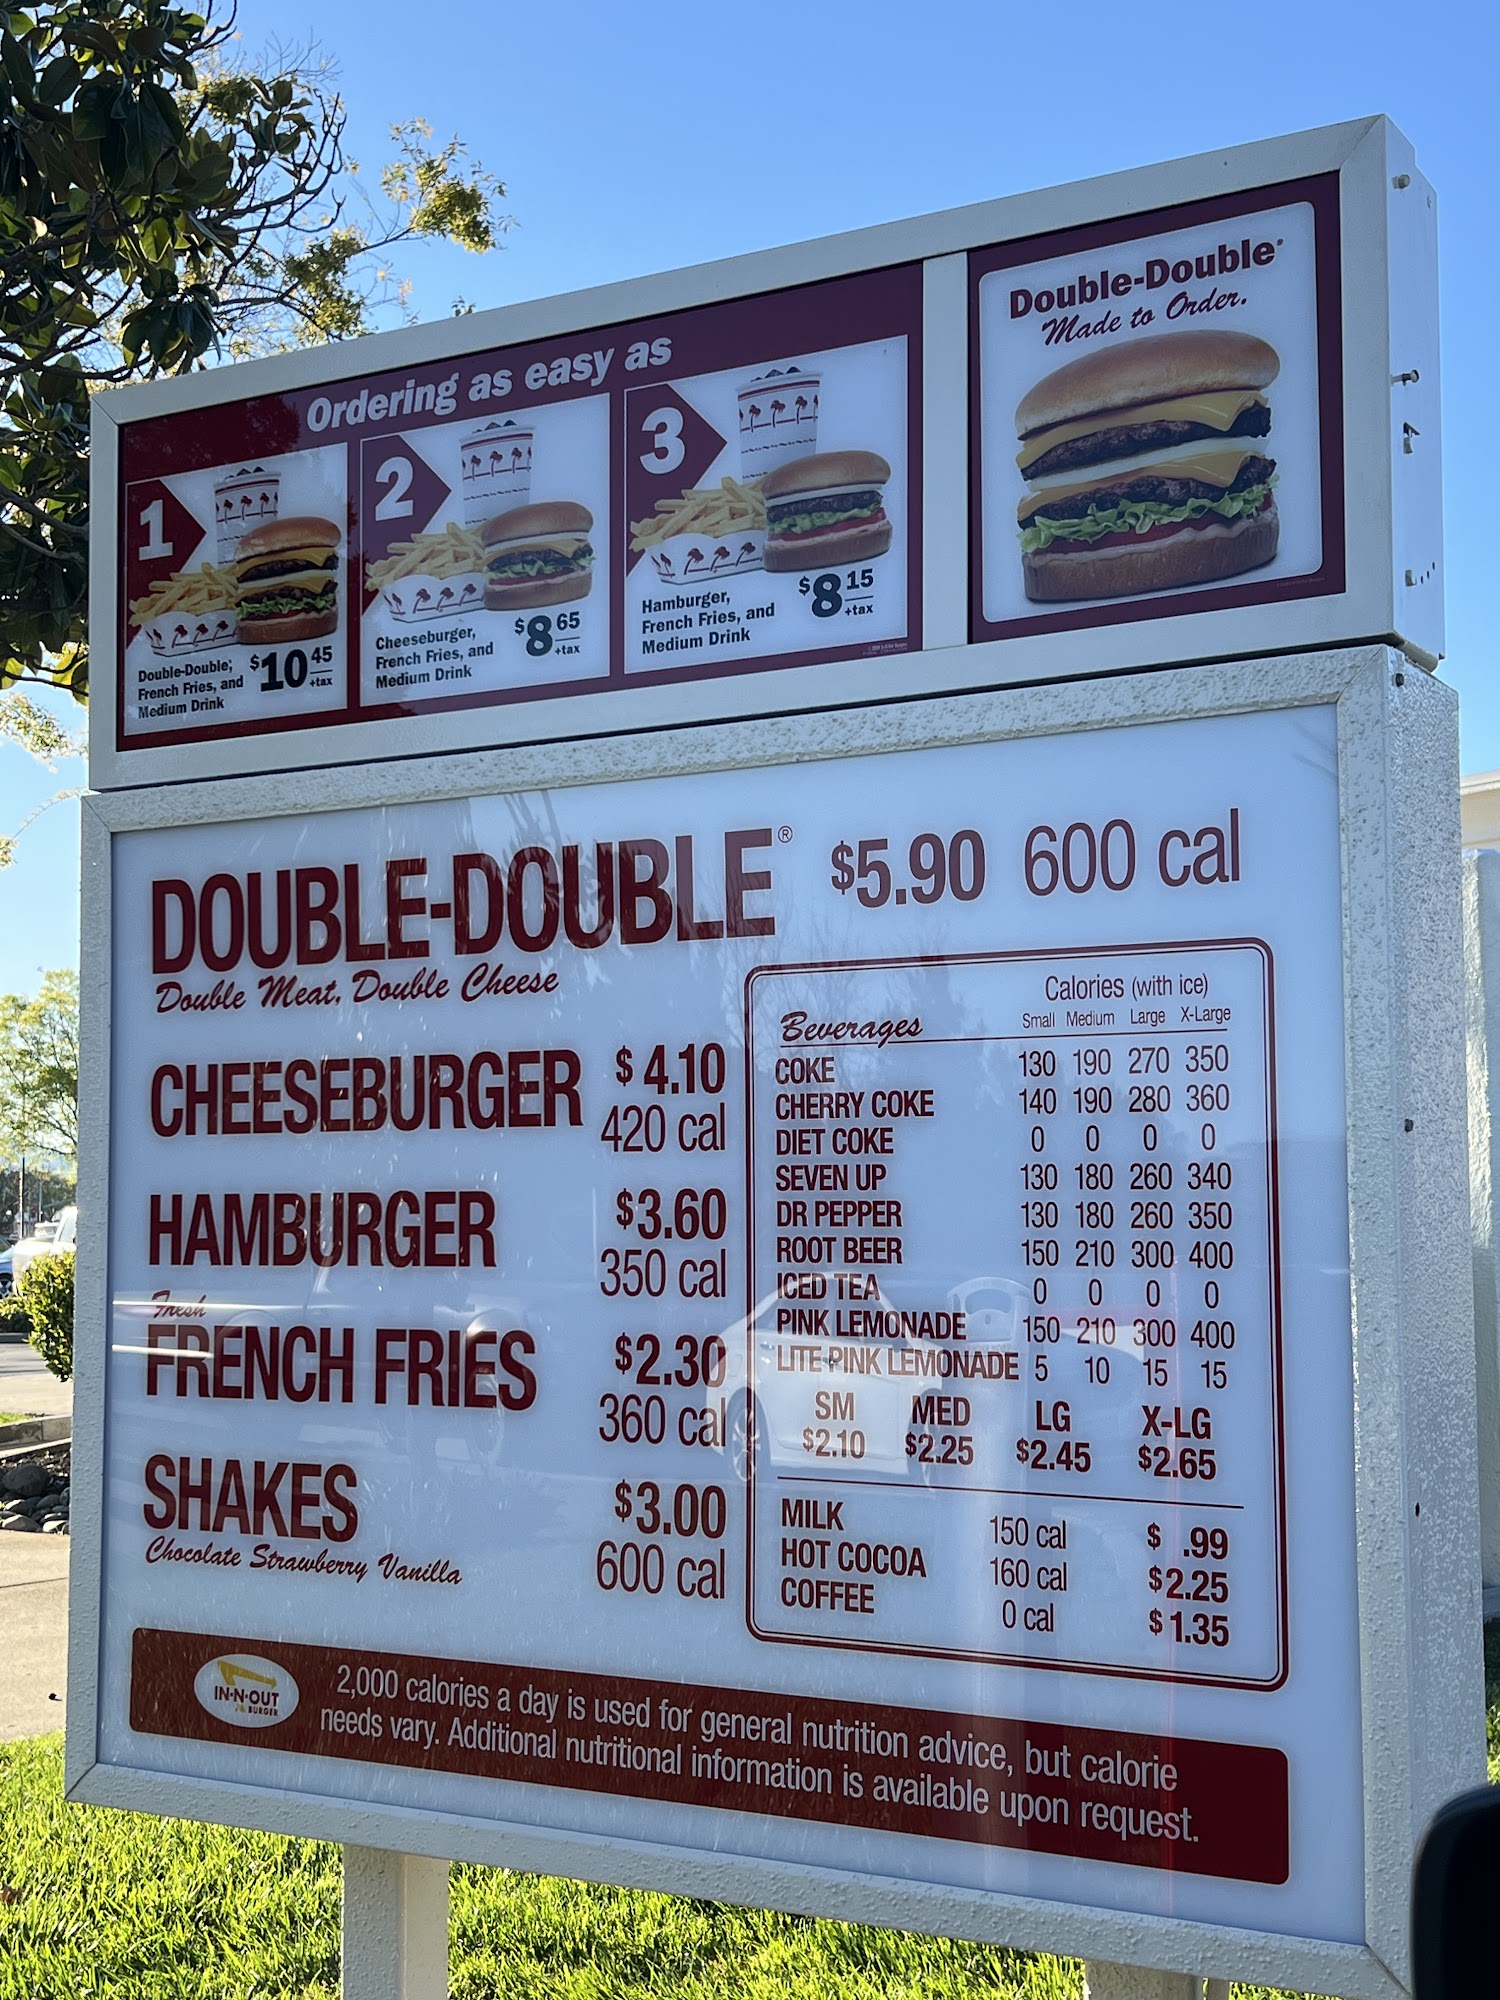 Ordering as easy as
1
Double-Double,
French Fries, and
Medium Drink
$10 45
+tax
2
Cheeseburger,
French Fries, and
Medium Drink
$8 65
+tax
3
Hamburger,
French Fries, and
Medium Drink
$8 15
+tax
Double-Double®
Made to Order.
DOUBLE-DOUBLE® $5.90 600 cal
Double Meat, Double Cheese
CHEESEBURGER $4.10
420 cal
HAMBURGER $3.60
350 cal
Fresh
FRENCH FRIES $2.30
360 cal
SHAKES $3.00
Chocolate Strawberry Vanilla 600 cal
Calories (with ice)
Beverages Small Medium Large X-Large
COKE 130 190 270 350
CHERRY COKE 140 190 280 360
DIET COKE 0 0 0 0
SEVEN UP 130 180 260 340
DR PEPPER 130 180 260 350
ROOT BEER 150 210 300 400
ICED TEA 0 0 0 0
PINK LEMONADE 150 210 300 400
LITE PINK LEMONADE 5 10 15 15
SM MED LG X-LG
$2.10 $2.25 $2.45 $2.65
MILK 150 cal $ .99
HOT COCOA 160 cal $2.25
COFFEE 0 cal $1.35
IN-N-OUT
BURGER
2,000 calories a day is used for general nutrition advice, but calorie
needs vary. Additional nutritional information is available upon request.